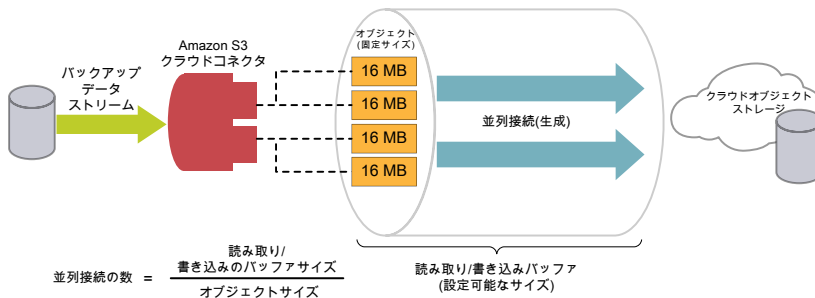 Amazon S3
クラウドコネクタ
オブジェクト
(固定サイズ)
バックアップ
データ
ストリーム
16 MB
16 MB
16 MB
16 MB
並列接続(生成)
クラウドオブジェクト
ストレージ
並列接続の数 =
読み取り/
書き込みのバッファサイズ
オブジェクトサイズ
読み取り/書き込みバッファ
(設定可能なサイズ)